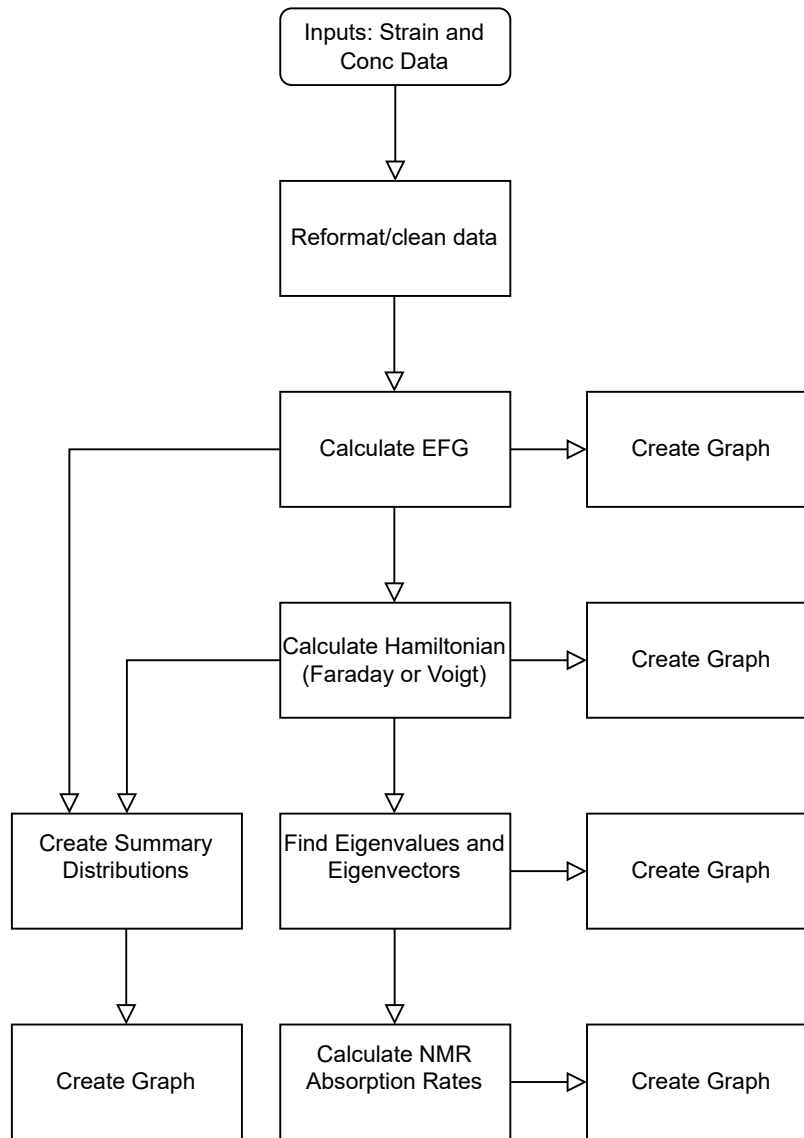 Inputs: Strain and
Conc Data
Reformat/clean data
Calculate EFG
Create Graph
Calculate Hamiltonian
(Faraday or Voigt)
Create Graph
Create Summary
Distributions
Find Eigenvalues and
Eigenvectors
Create Graph
Create Graph
Calculate NMR
Absorption Rates
Create Graph